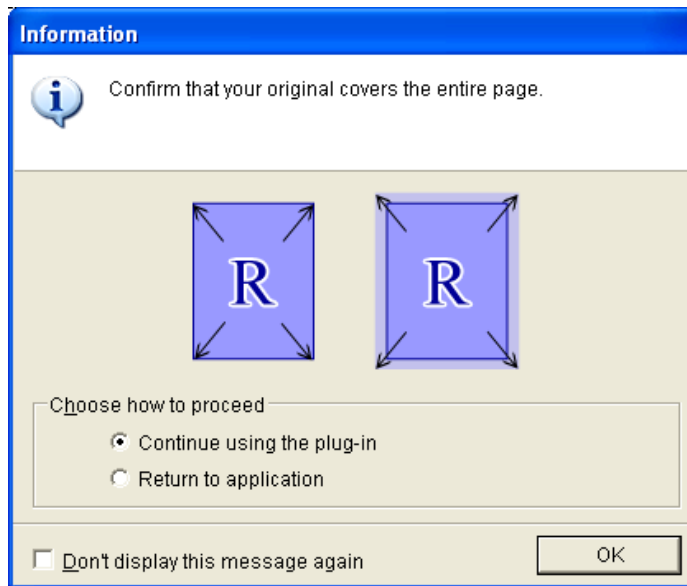 Information
Confirm that your original covers the entire page.
R R
Choose how to proceed
Continue using the plug-in
Return to application
Don't display this message again
OK